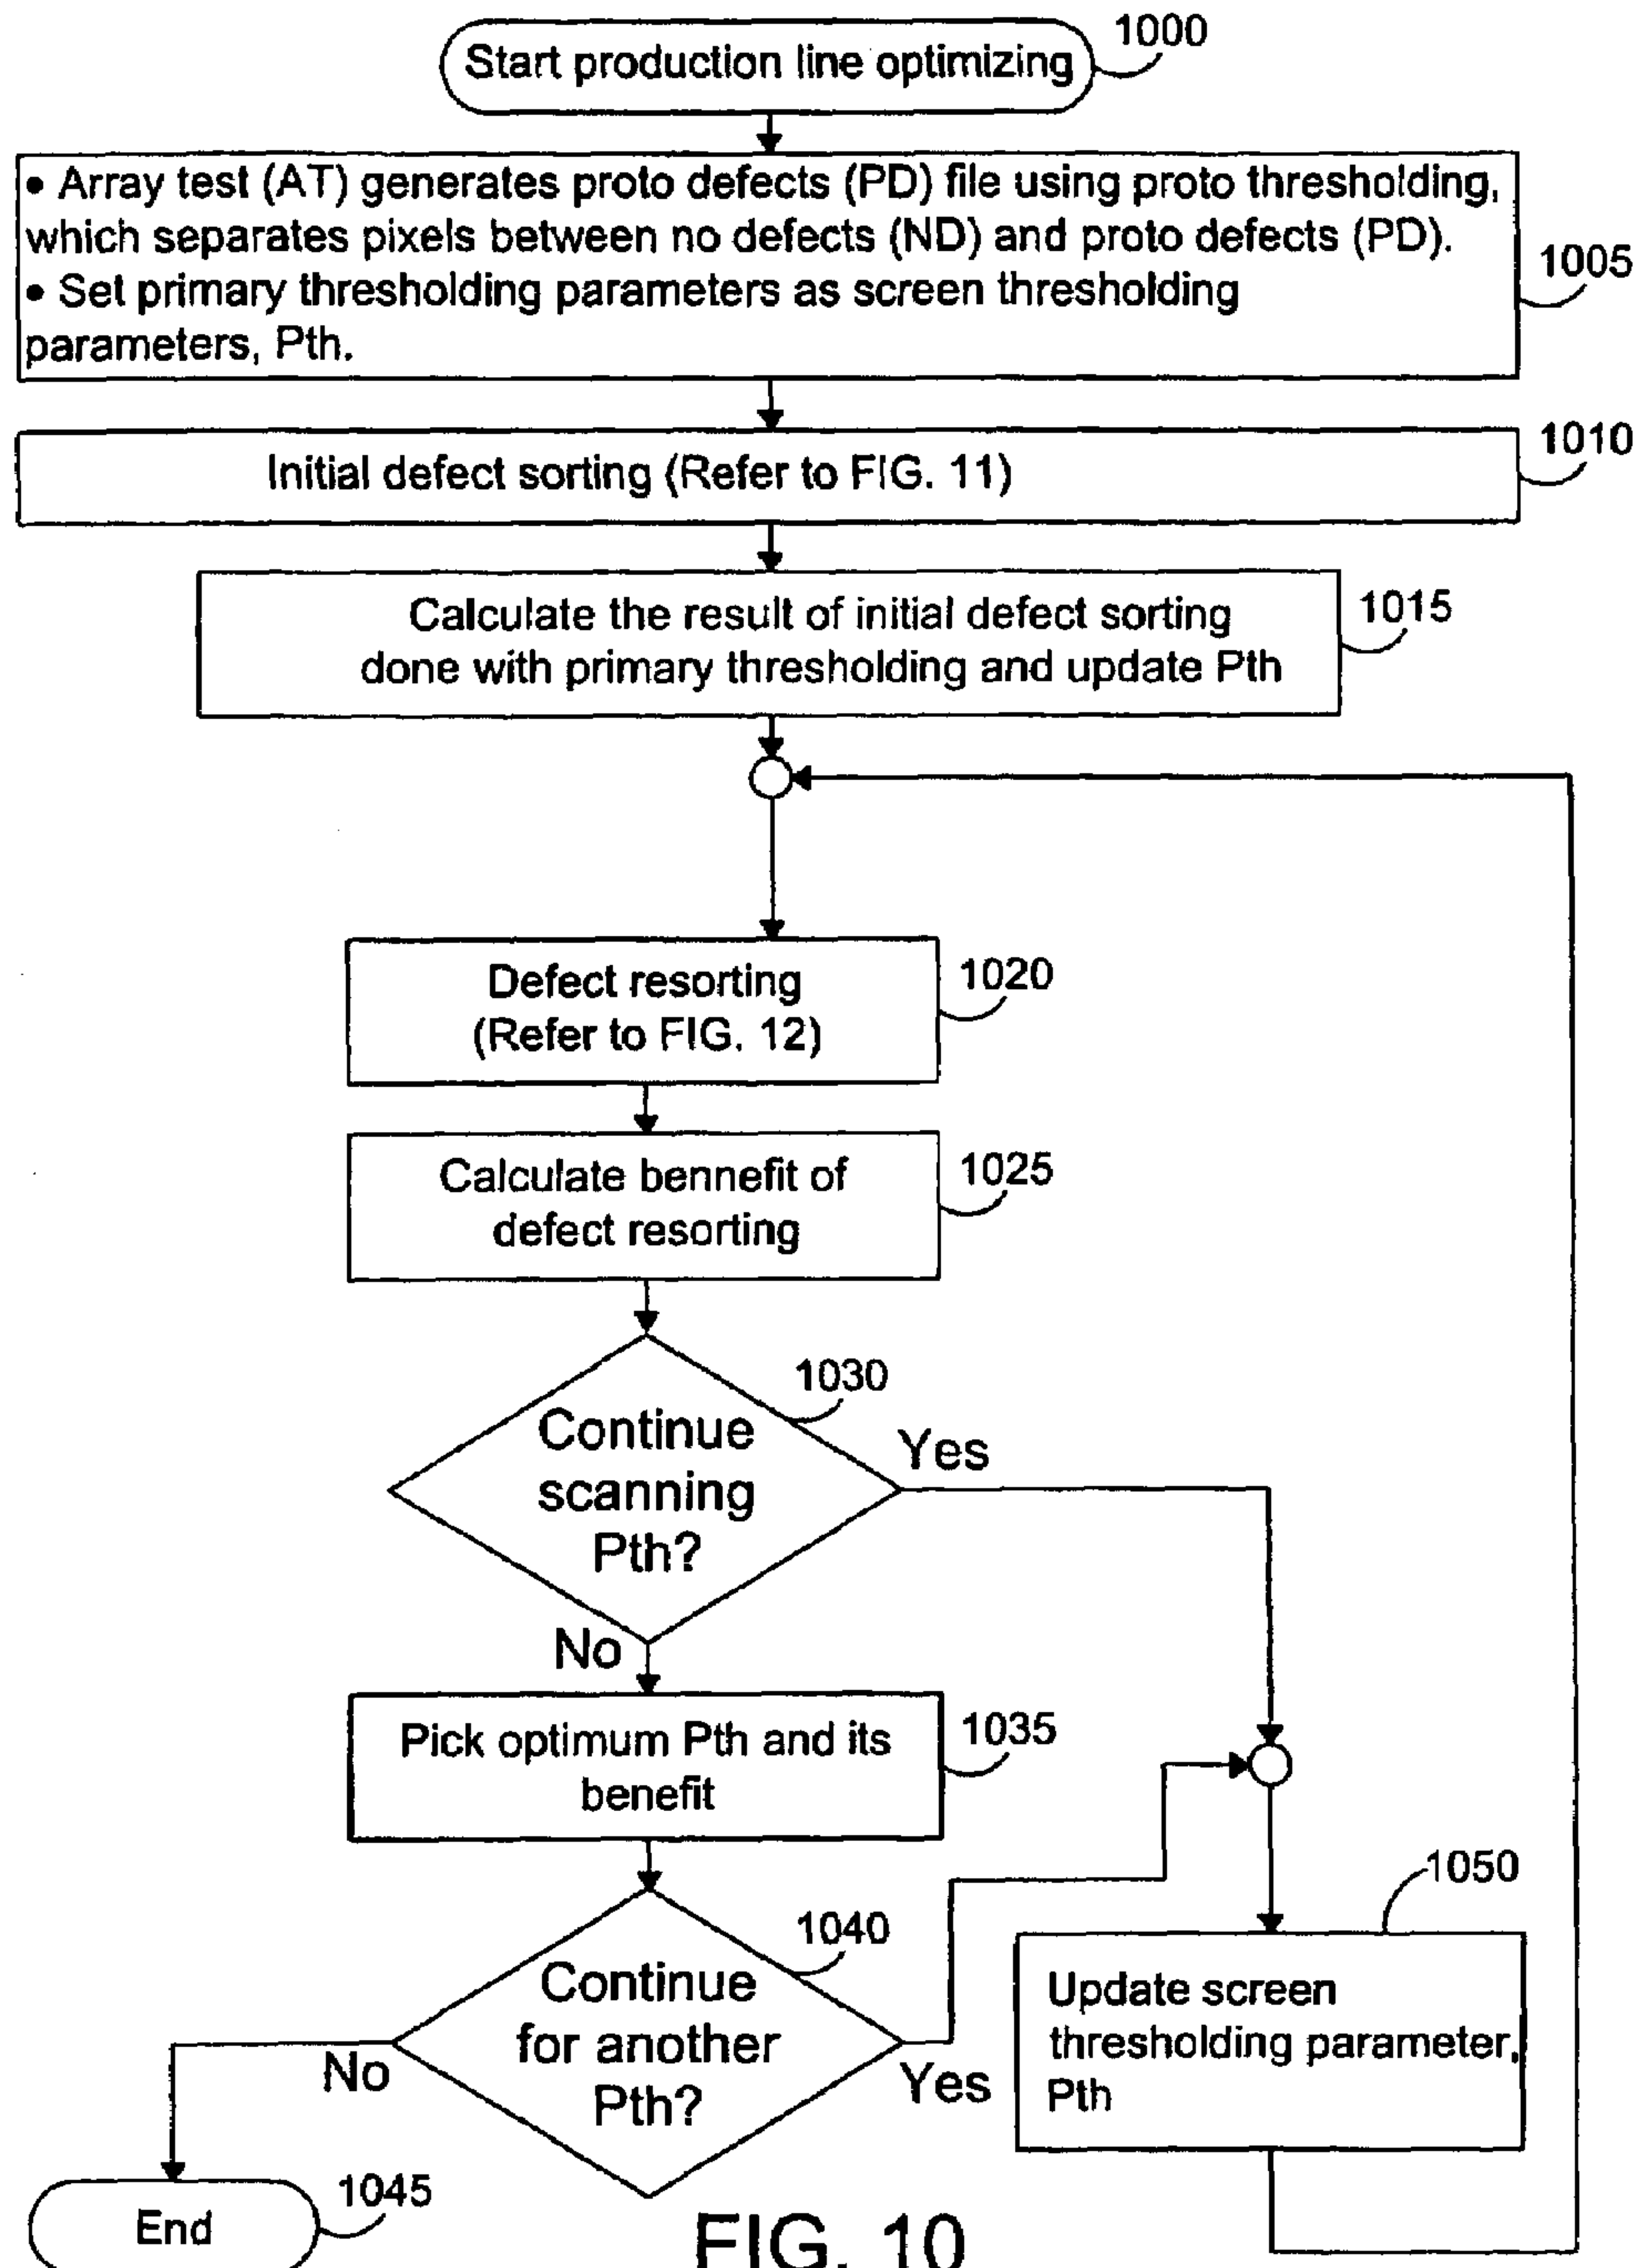 Start production line optimizing
1000
• Array test (AT) generates proto defects (PD) file using proto thresholding,
which separates pixels between no defects (ND) and proto defects (PD).
• Set primary thresholding parameters as screen thresholding
parameters, Pth.
1005
Initial defect sorting (Refer to FIG. 11)
1010
Calculate the result of initial defect sorting
done with primary thresholding and update Pth
1015
Defect resorting
(Refer to FIG. 12)
1020
Calculate bennefit of
defect resorting
1025
1030
Continue
scanning
Pth?
Yes
No
Pick optimum Pth and its
benefit
1035
1040
Continue
for another
Pth?
No
Yes
1050
Update screen
thresholding parameter,
Pth
End
1045
FIG. 10